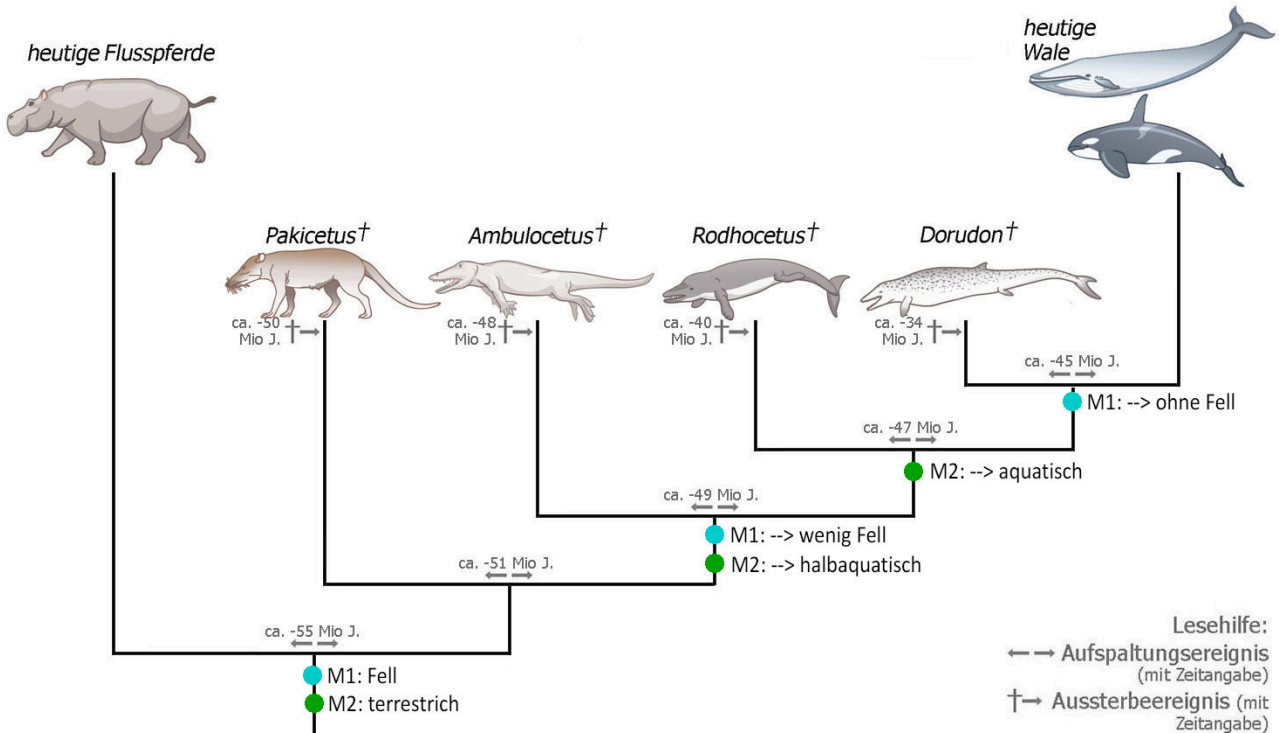 heutige Flusspferde
heutige
Wale
Pakicetus†
Ambulocetus†
Rodhocetus†
Dorudon†
ca. -50
Mio J.
†
ca. -48
Mio J.
†
ca. -40
Mio J.
†
ca. -34
Mio J.
†
ca. -45 Mio J.
M1: --> ohne Fell
ca. -47 Mio J.
M2: --> aquatisch
ca. -49 Mio J.
M1: --> wenig Fell
M2: --> halbaquatisch
ca. -51 Mio J.
ca. -55 Mio J.
M1: Fell
M2: terrestrich
Lesehilfe:
Aufspaltungsereignis
(mit Zeitangabe)
† Aussterbeereignis (mit
Zeitangabe)